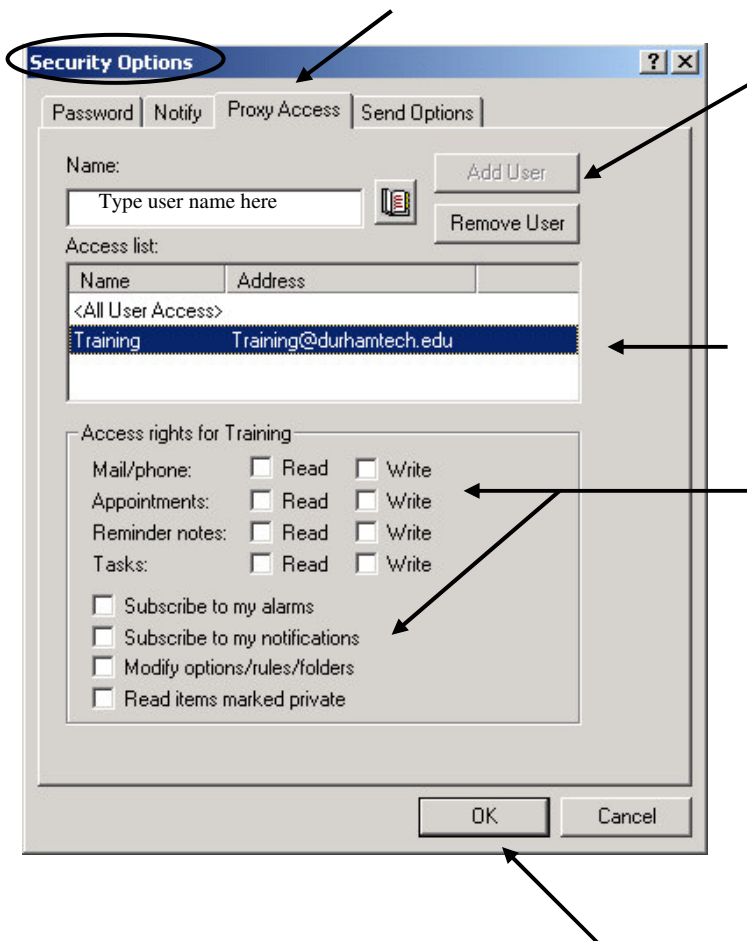 Security Options
Password Notify Proxy Access Send Options
Name: Add User
Type user name here
Remove User
Access list:
Name Address
<All User Access>
Training Training@durhamtech.edu
Access rights for Training
Mail/phone: Read Write
Appointments: Read Write
Reminder notes: Read Write
Tasks: Read Write
Subscribe to my alarms
Subscribe to my notifications
Modify options/rules/folders
Read items marked private
OK Cancel